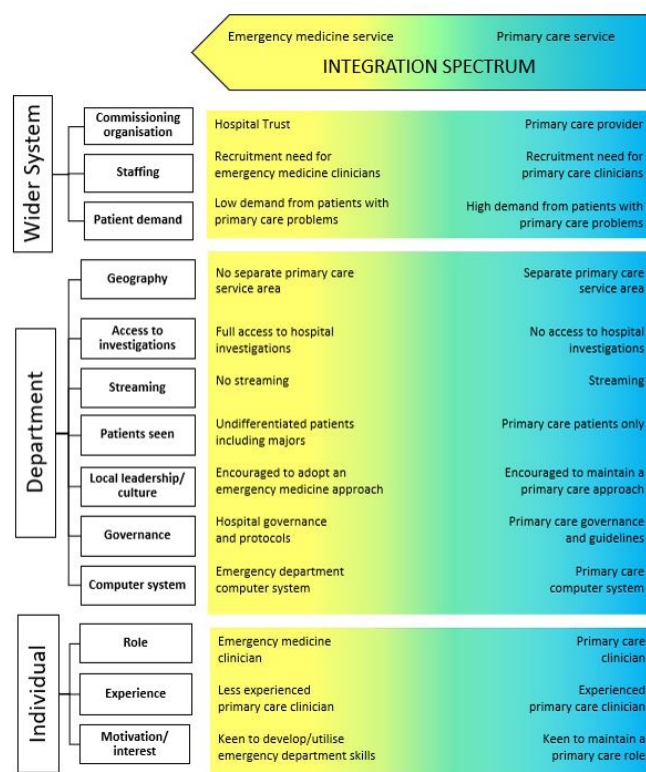 Emergency medicine service
Primary care service
INTEGRATION SPECTRUM
Wider System
Commissioning
organisation
Hospital Trust
Primary care provider
Staffing
Recruitment need for
emergency medicine clinicians
Recruitment need for
primary care clinicians
Patient demand
Low demand from patients with
primary care problems
High demand from patients with
primary care problems
Department
Geography
No separate primary care
service area
Separate primary care
service area
Access to
investigations
Full access to hospital
investigations
No access to hospital
investigations
Streaming
No streaming
Streaming
Patients seen
Undifferentiated patients
including majors
Primary care patients only
Local leadership/
culture
Encouraged to adopt an
emergency medicine approach
Encouraged to maintain a
primary care approach
Governance
Hospital governance
and protocols
Primary care governance
and guidelines
Computer system
Emergency department
computer system
Primary care
computer system
Individual
Role
Emergency medicine
clinician
Primary care
clinician
Experience
Less experienced
primary care clinician
Experienced
primary care clinician
Motivation/
interest
Keen to develop/utilise
emergency department skills
Keen to maintain a
primary care role